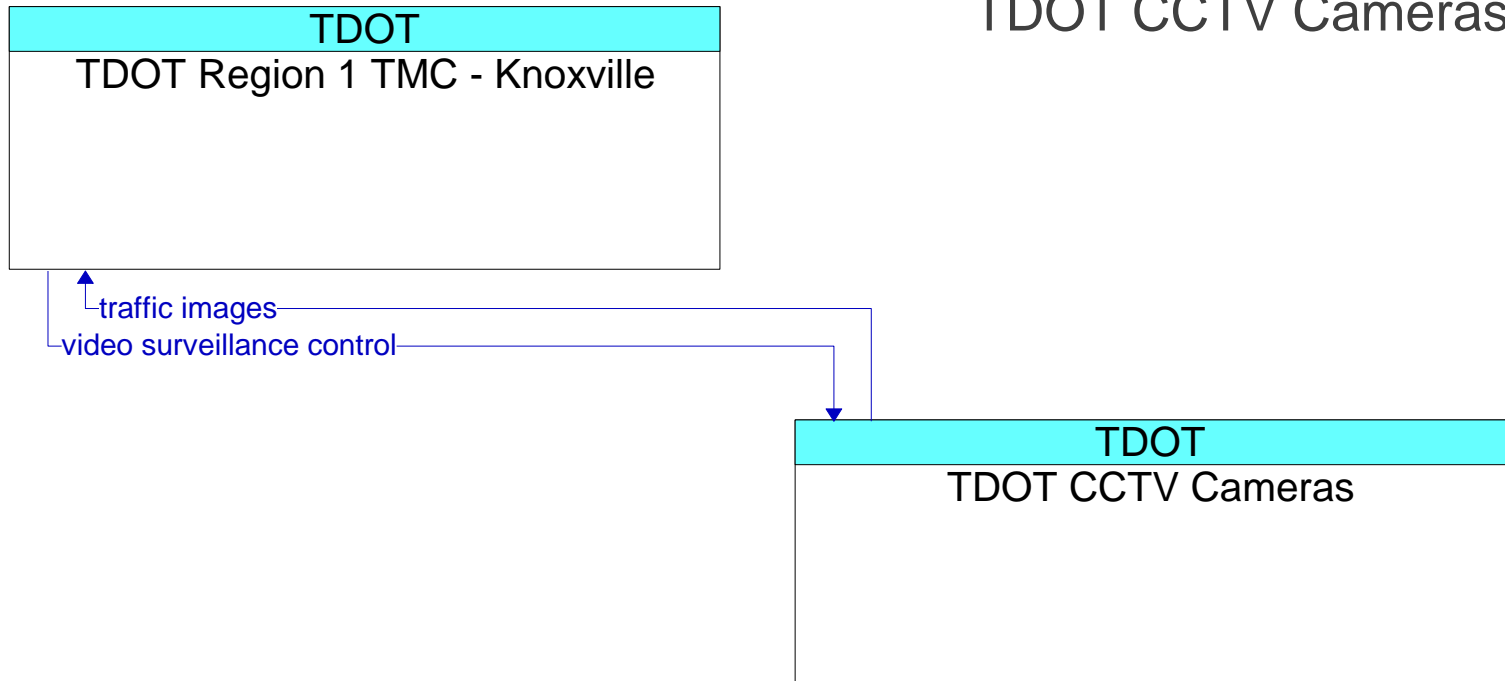 TDOT CCTV Cameras
TDOT
TDOT Region 1 TMC - Knoxville
traffic images
video surveillance control
TDOT
TDOT CCTV Cameras